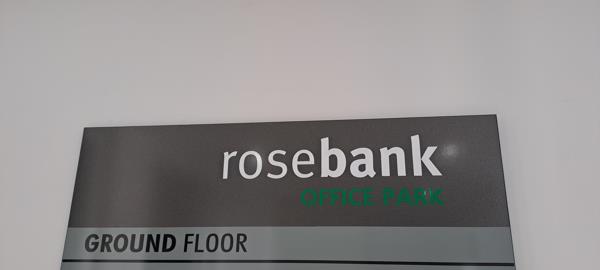 rosebank
OFFICE PARK
GROUND FLOOR